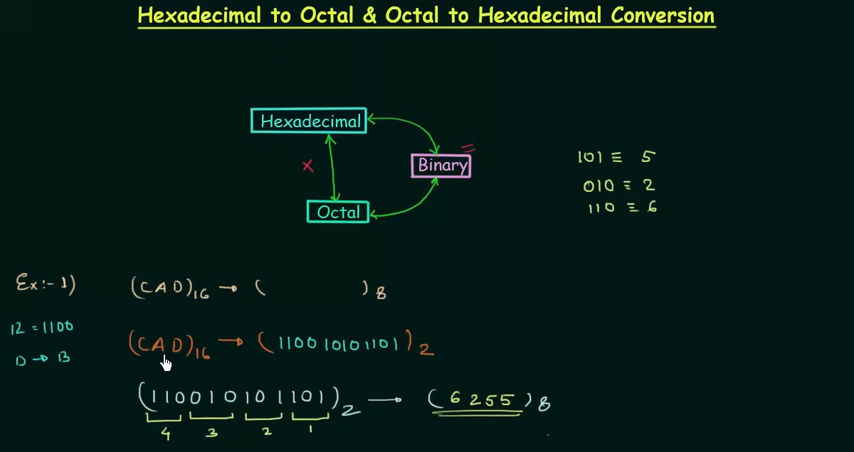 Hexadecimal to Octal & Octal to Hexadecimal Conversion
Hexadecimal
Binary
=
×
Octal
101 ≡ 5
010 ≡ 2
110 ≡ 6
Ex:- 1) (CAD)₁₆ → ( )₈
12 = 1100
D → B
(CAD)₁₆ → (110010101101)₂
(110010101101)₂ → (6255)₈
4 3 2 1